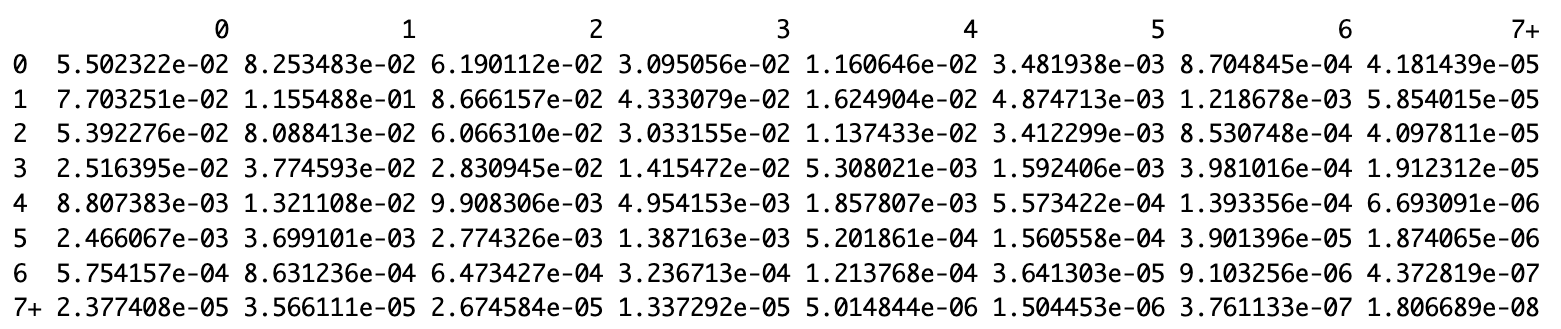 0 1 2 3 4 5 6 7+
0 5.502322e-02 8.253483e-02 6.190112e-02 3.095056e-02 1.160646e-02 3.481938e-03 8.704845e-04 4.181439e-05
1 7.703251e-02 1.155488e-01 8.666157e-02 4.333079e-02 1.624904e-02 4.874713e-03 1.218678e-03 5.854015e-05
2 5.392276e-02 8.088413e-02 6.066310e-02 3.033155e-02 1.137433e-02 3.412299e-03 8.530748e-04 4.097811e-05
3 2.516395e-02 3.774593e-02 2.830945e-02 1.415472e-02 5.308021e-03 1.592406e-03 3.981016e-04 1.912312e-05
4 8.807383e-03 1.321108e-02 9.908306e-03 4.954153e-03 1.857807e-03 5.573422e-04 1.393356e-04 6.693091e-06
5 2.466067e-03 3.699101e-03 2.774326e-03 1.387163e-03 5.201861e-04 1.560558e-04 3.901396e-05 1.874065e-06
6 5.754157e-04 8.631236e-04 6.473427e-04 3.236713e-04 1.213768e-04 3.641303e-05 9.103256e-06 4.372819e-07
7+ 2.377408e-05 3.566111e-05 2.674584e-05 1.337292e-05 5.014844e-06 1.504453e-06 3.761133e-07 1.806689e-08